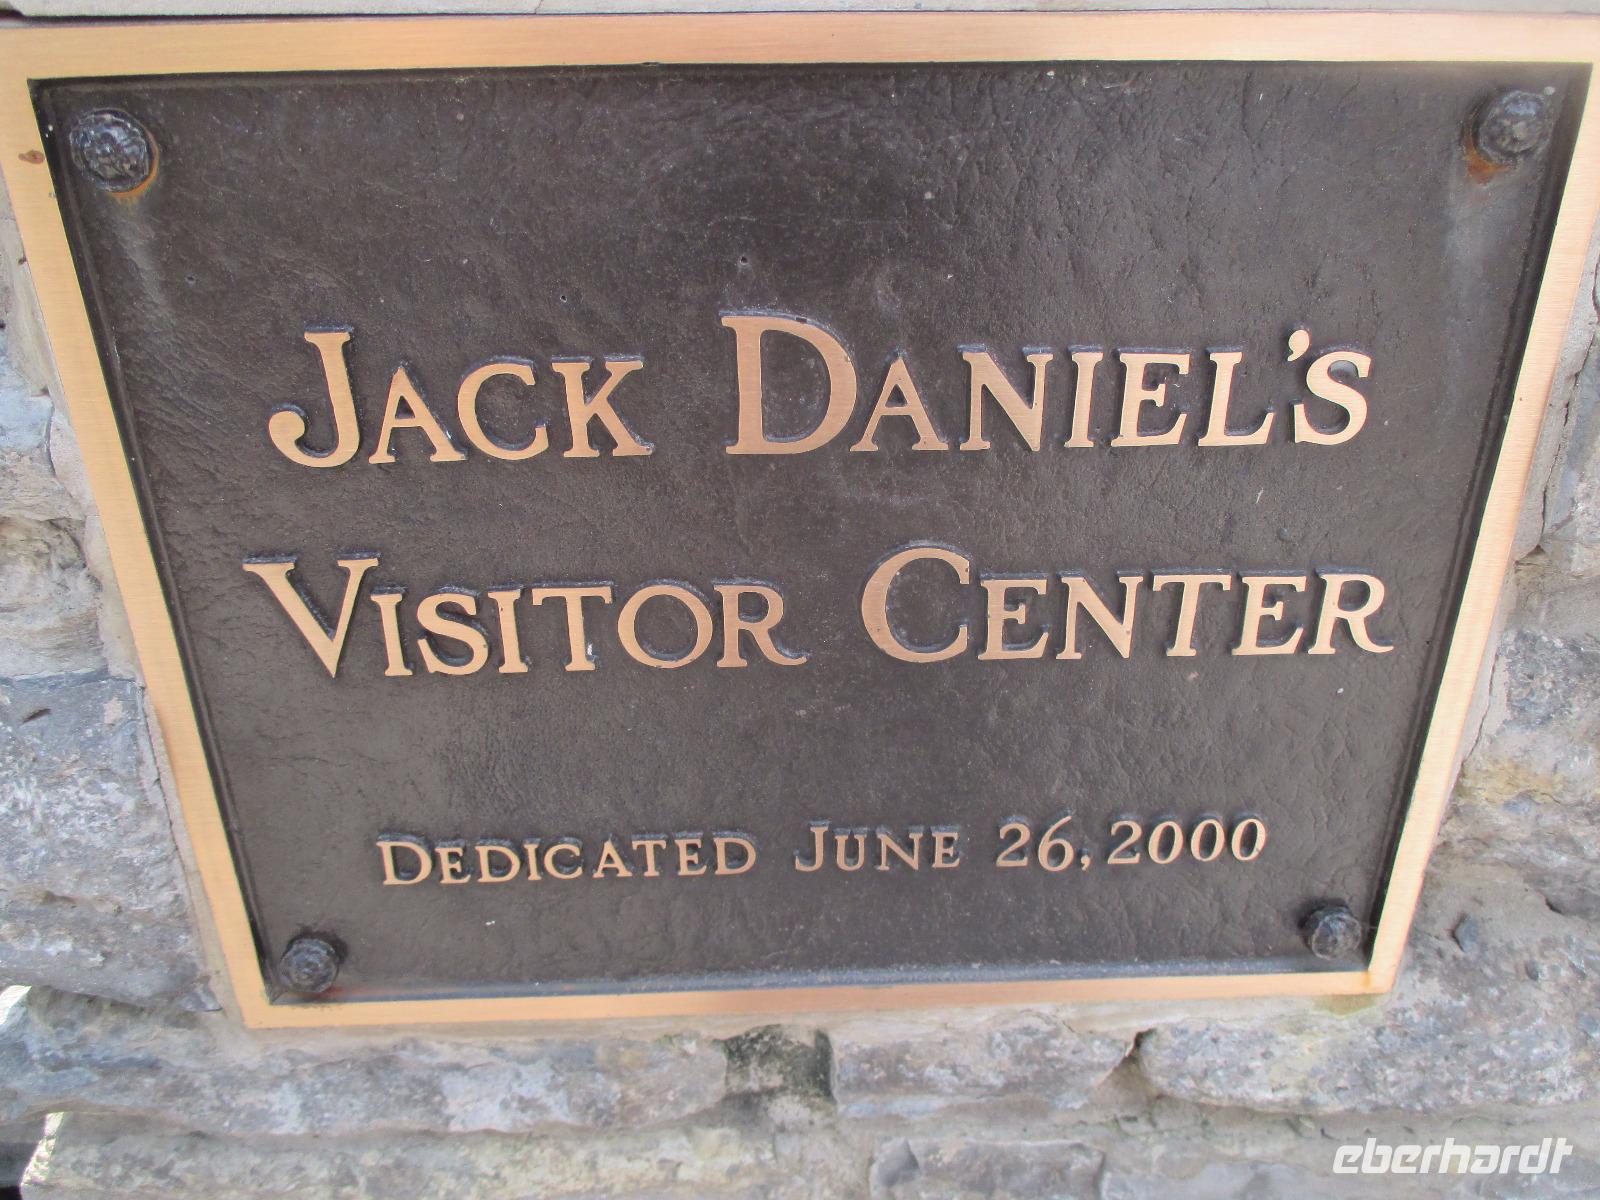 JACK DANIEL'S
VISITOR CENTER
DEDICATED JUNE 26, 2000
eberhardt